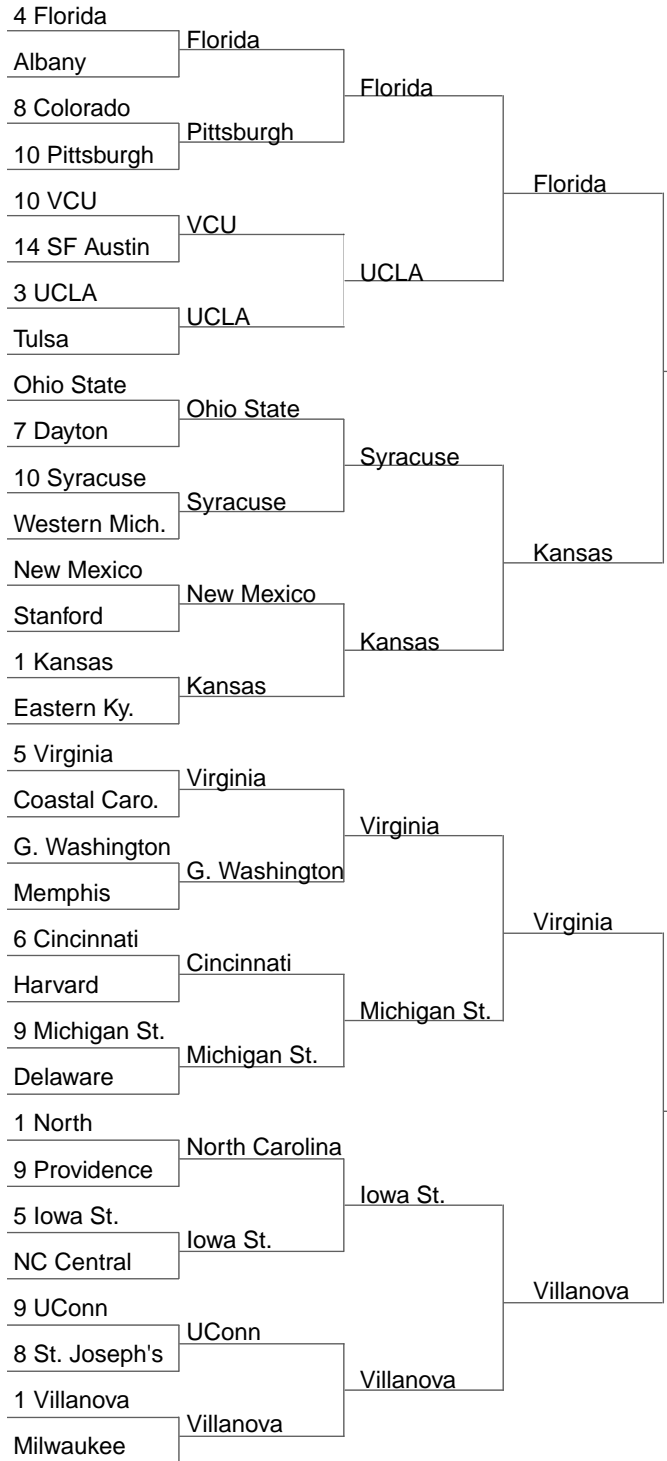 4 Florida
Albany
8 Colorado
10 Pittsburgh
10 VCU
14 SF Austin
3 UCLA
Tulsa
Ohio State
7 Dayton
10 Syracuse
Western Mich.
New Mexico
Stanford
1 Kansas
Eastern Ky.
5 Virginia
Coastal Caro.
G. Washington
Memphis
6 Cincinnati
Harvard
9 Michigan St.
Delaware
1 North
9 Providence
5 Iowa St.
NC Central
9 UConn
8 St. Joseph's
1 Villanova
Milwaukee
Florida
Pittsburgh
VCU
UCLA
Ohio State
Syracuse
New Mexico
Kansas
Virginia
G. Washington
Cincinnati
Michigan St.
North Carolina
Iowa St.
UConn
Villanova
Florida
UCLA
Syracuse
Kansas
Virginia
Michigan St.
Iowa St.
Villanova
Florida
Kansas
Virginia
Villanova